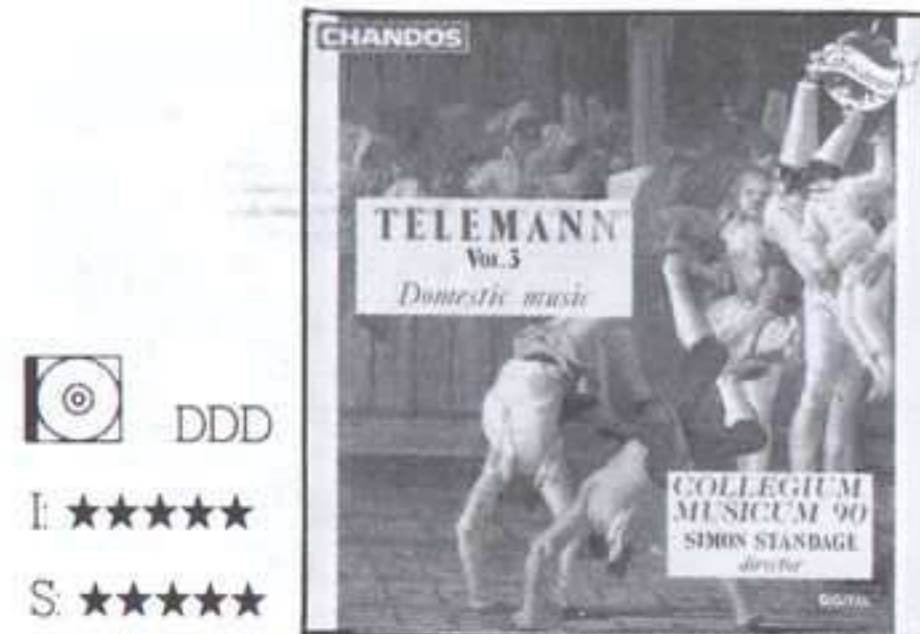 CHANDOS
TELEMANN
VOL. 3
Domestic music
COLLEGIUM
MUSICUM 90
SIMON STANDAGE
director
DIGITAL
DDD
I: ★★★★★
S: ★★★★★